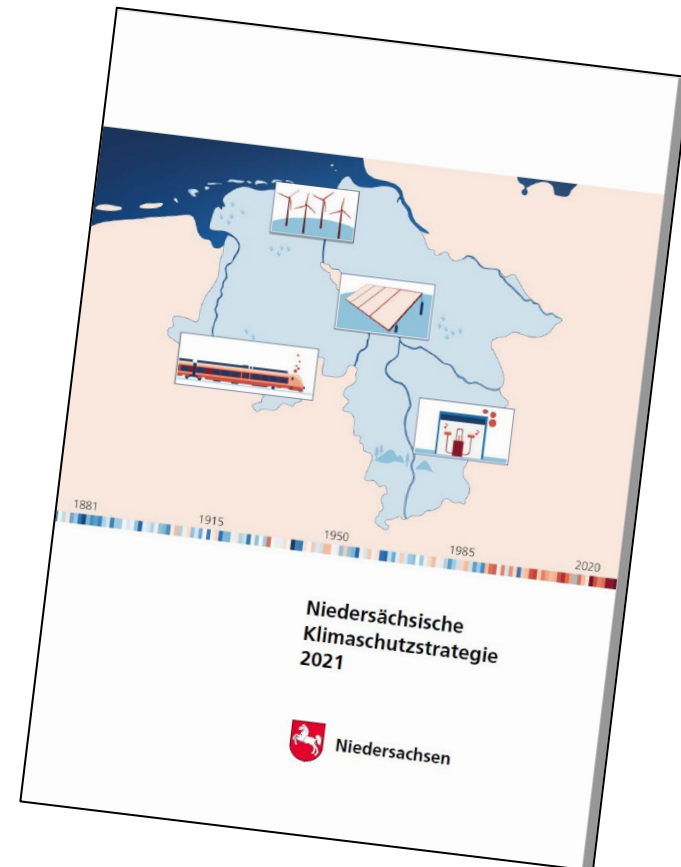 1881
1915
1950
1985
2020
Niedersächsische
Klimaschutzstrategie
2021
Niedersachsen